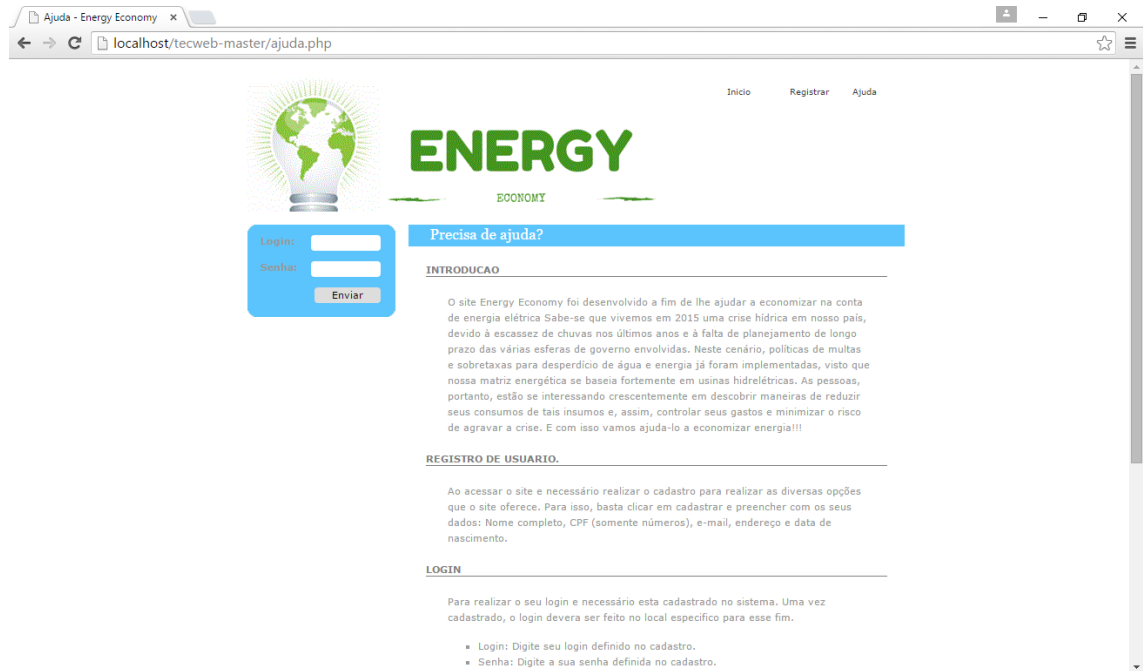 Ajuda - Energy Economy
localhost/tecweb-master/ajuda.php
Inicio Registrar Ajuda
ENERGY
ECONOMY
Login:
Senha:
Enviar
Precisa de ajuda?
INTRODUCAO
O site Energy Economy foi desenvolvido a fim de lhe ajudar a economizar na conta
de energia elétrica Sabe-se que vivemos em 2015 uma crise hídrica em nosso país,
devido à escassez de chuvas nos últimos anos e à falta de planejamento de longo
prazo das várias esferas de governo envolvidas. Neste cenário, políticas de multas
e sobretaxas para desperdício de água e energia já foram implementadas, visto que
nossa matriz energética se baseia fortemente em usinas hidrelétricas. As pessoas,
portanto, estão se interessando crescentemente em descobrir maneiras de reduzir
seus consumos de tais insumos e, assim, controlar seus gastos e minimizar o risco
de agravar a crise. E com isso vamos ajuda-lo a economizar energia!!!
REGISTRO DE USUARIO.
Ao acessar o site e necessário realizar o cadastro para realizar as diversas opções
que o site oferece. Para isso, basta clicar em cadastrar e preencher com os seus
dados: Nome completo, CPF (somente números), e-mail, endereço e data de
nascimento.
LOGIN
Para realizar o seu login e necessário esta cadastrado no sistema. Uma vez
cadastrado, o login devera ser feito no local especifico para esse fim.
Login: Digite seu login definido no cadastro.
Senha: Digite a sua senha definida no cadastro.